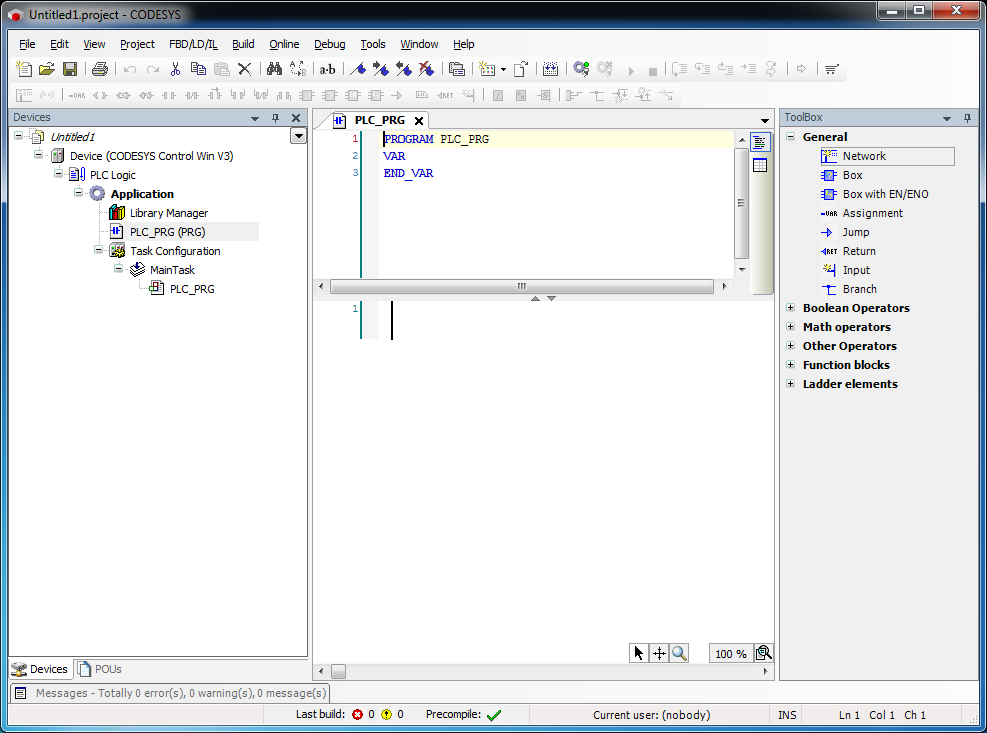 Untitled1.project - CODESYS
File Edit View Project FBD/LD/IL Build Online Debug Tools Window Help
Devices
Untitled1
Device (CODESYS Control Win V3)
PLC Logic
Application
Library Manager
PLC_PRG (PRG)
Task Configuration
MainTask
PLC_PRG
Devices POUs
PLC_PRG
1 PROGRAM PLC_PRG
2 VAR
3 END_VAR
1
100 %
ToolBox
General
Network
Box
Box with EN/ENO
VAR Assignment
Jump
RET Return
Input
Branch
Boolean Operators
Math operators
Other Operators
Function blocks
Ladder elements
Messages - Totally 0 error(s), 0 warning(s), 0 message(s)
Last build: 0 0 Precompile: Current user: (nobody) INS Ln 1 Col 1 Ch 1